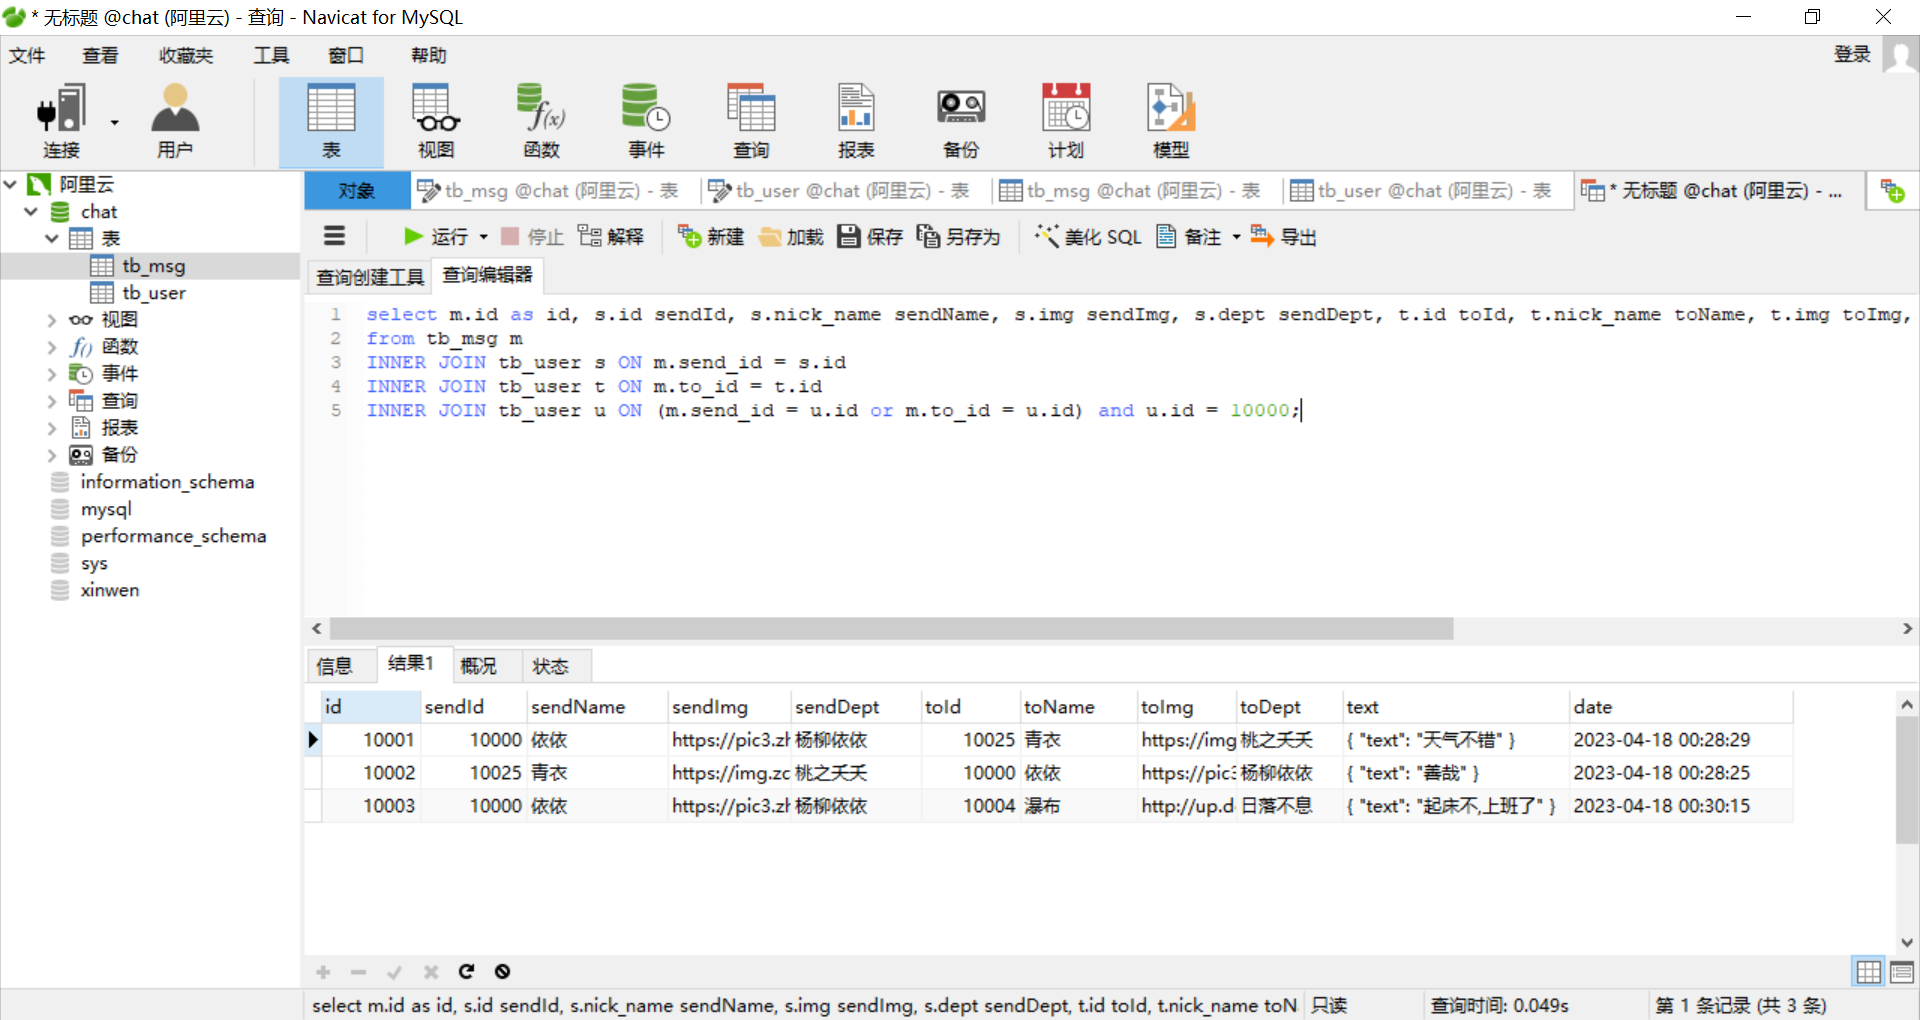 * 无标题 @chat (阿里云) - 查询 - Navicat for MySQL
文件 查看 收藏夹 工具 窗口 帮助 登录
连接 用户 表 视图 函数 事件 查询 报表 备份 计划 模型
阿里云
chat
表
tb_msg
tb_user
视图
函数
事件
查询
报表
备份
information_schema
mysql
performance_schema
sys
xinwen
对象 tb_msg @chat (阿里云) - 表 tb_user @chat (阿里云) - 表 tb_msg @chat (阿里云) - 表 tb_user @chat (阿里云) - 表 * 无标题 @chat (阿里云) - ...
运行 停止 解释 新建 加载 保存 另存为 美化 SQL 备注 导出
查询创建工具 查询编辑器
1 select m.id as id, s.id sendId, s.nick_name sendName, s.img sendImg, s.dept sendDept, t.id toId, t.nick_name toName, t.img toImg,
2 from tb_msg m
3 INNER JOIN tb_user s ON m.send_id = s.id
4 INNER JOIN tb_user t ON m.to_id = t.id
5 INNER JOIN tb_user u ON (m.send_id = u.id or m.to_id = u.id) and u.id = 10000;
信息 结果1 概况 状态
id sendId sendName sendImg sendDept toId toName toImg toDept text date
10001 10000 依依 https://pic3.zh 杨柳依依 10025 青衣 https://img 桃之夭夭 { "text": "天气不错" } 2023-04-18 00:28:29
10002 10025 青衣 https://img.zc 桃之夭夭 10000 依依 https://pic3 杨柳依依 { "text": "善哉" } 2023-04-18 00:28:25
10003 10000 依依 https://pic3.zh 杨柳依依 10004 瀑布 http://up.d 日落不息 { "text": "起床不,上班了" } 2023-04-18 00:30:15
select m.id as id, s.id sendId, s.nick_name sendName, s.img sendImg, s.dept sendDept, t.id toId, t.nick_name toN 只读 查询时间: 0.049s 第 1 条记录 (共 3 条)